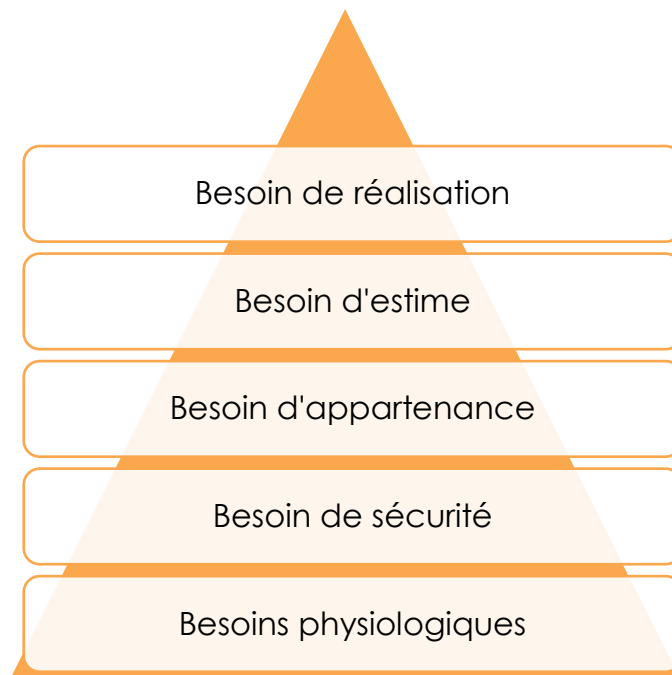 Besoin de réalisation
Besoin d'estime
Besoin d'appartenance
Besoin de sécurité
Besoins physiologiques